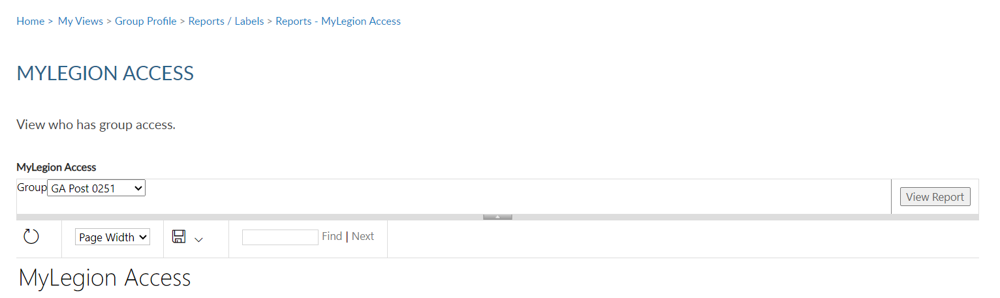 Home > My Views > Group Profile > Reports / Labels > Reports - MyLegion Access
MYLEGION ACCESS
View who has group access.
MyLegion Access
Group GA Post 0251 View Report
Page Width Find | Next
MyLegion Access